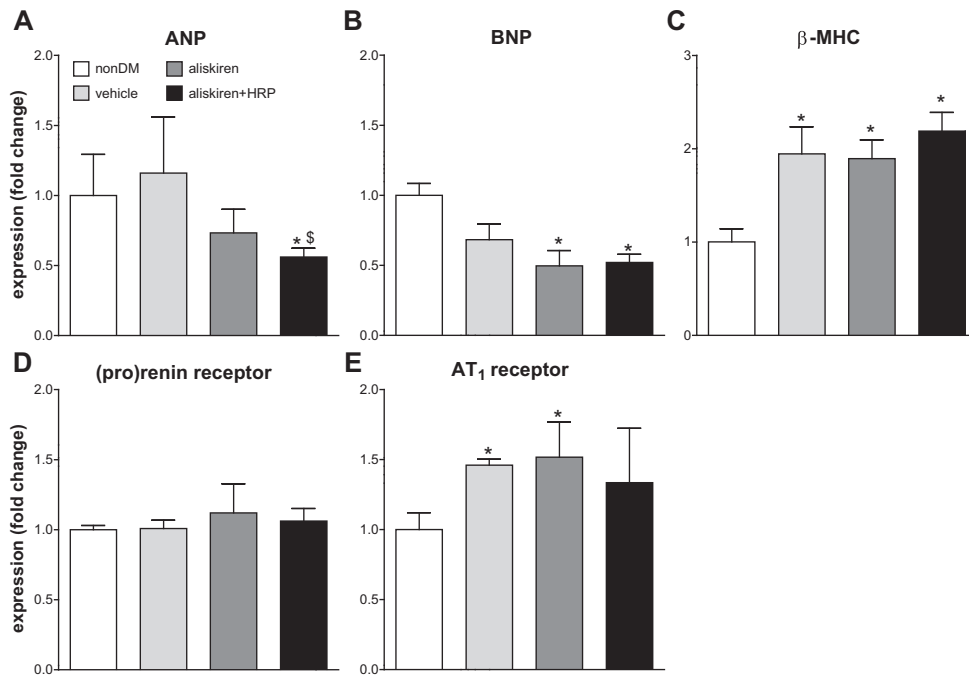 A
ANP
expression (fold change)
2.0
1.5
1.0
0.5
0.0
nonDM
aliskiren
vehicle
aliskiren+HRP
* $
B
BNP
2.0
1.5
1.0
0.5
0.0
*
*
C
β-MHC
3
2
1
0
*
*
*
D
(pro)renin receptor
expression (fold change)
2.0
1.5
1.0
0.5
0.0
E
AT₁ receptor
2.0
1.5
1.0
0.5
0.0
*
*